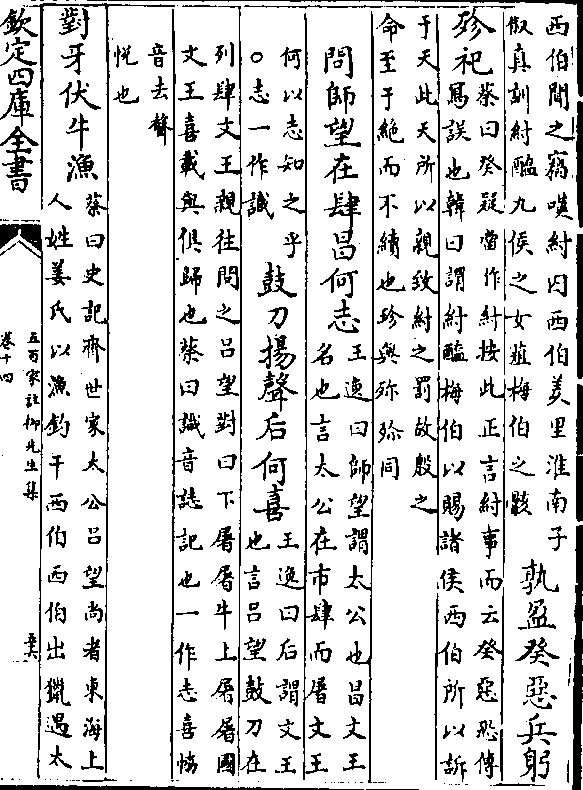 西伯聞之竊嘆紂囚西伯羑里淮南子
俶真訓紂醢九侯之女葅梅伯之骸
孰盈癸惡兵躬
殄祀
蔡曰癸疑當作紂按此正言紂事而云癸惡恐傳
寫誤也韓曰謂紂醢梅伯以賜諸侯西伯所以訴
于天此天所以親致紂之罰故殷之
命至于絶而不續也殄與同
問師望在肆昌何志
王逸曰師望謂太公也昌文王
名也言太公在市肆而屠文王
何以志知之乎
○志一作識
鼓刀揚聲后何喜
王逸曰后謂文王
也言吕望鼓刀在
列肆文王親往問之吕望對曰下屠屠牛上屠屠國
文王喜載與俱歸也蔡曰識音誌記也一作志喜協
音去聲
悦也
對牙伏牛漁
蔡曰史記齊世家太公吕望尚者東海上
人姓姜氏以漁釣干西伯西伯出獵遇太
欽定四庫全書
五百家註柳先生集
卷十四